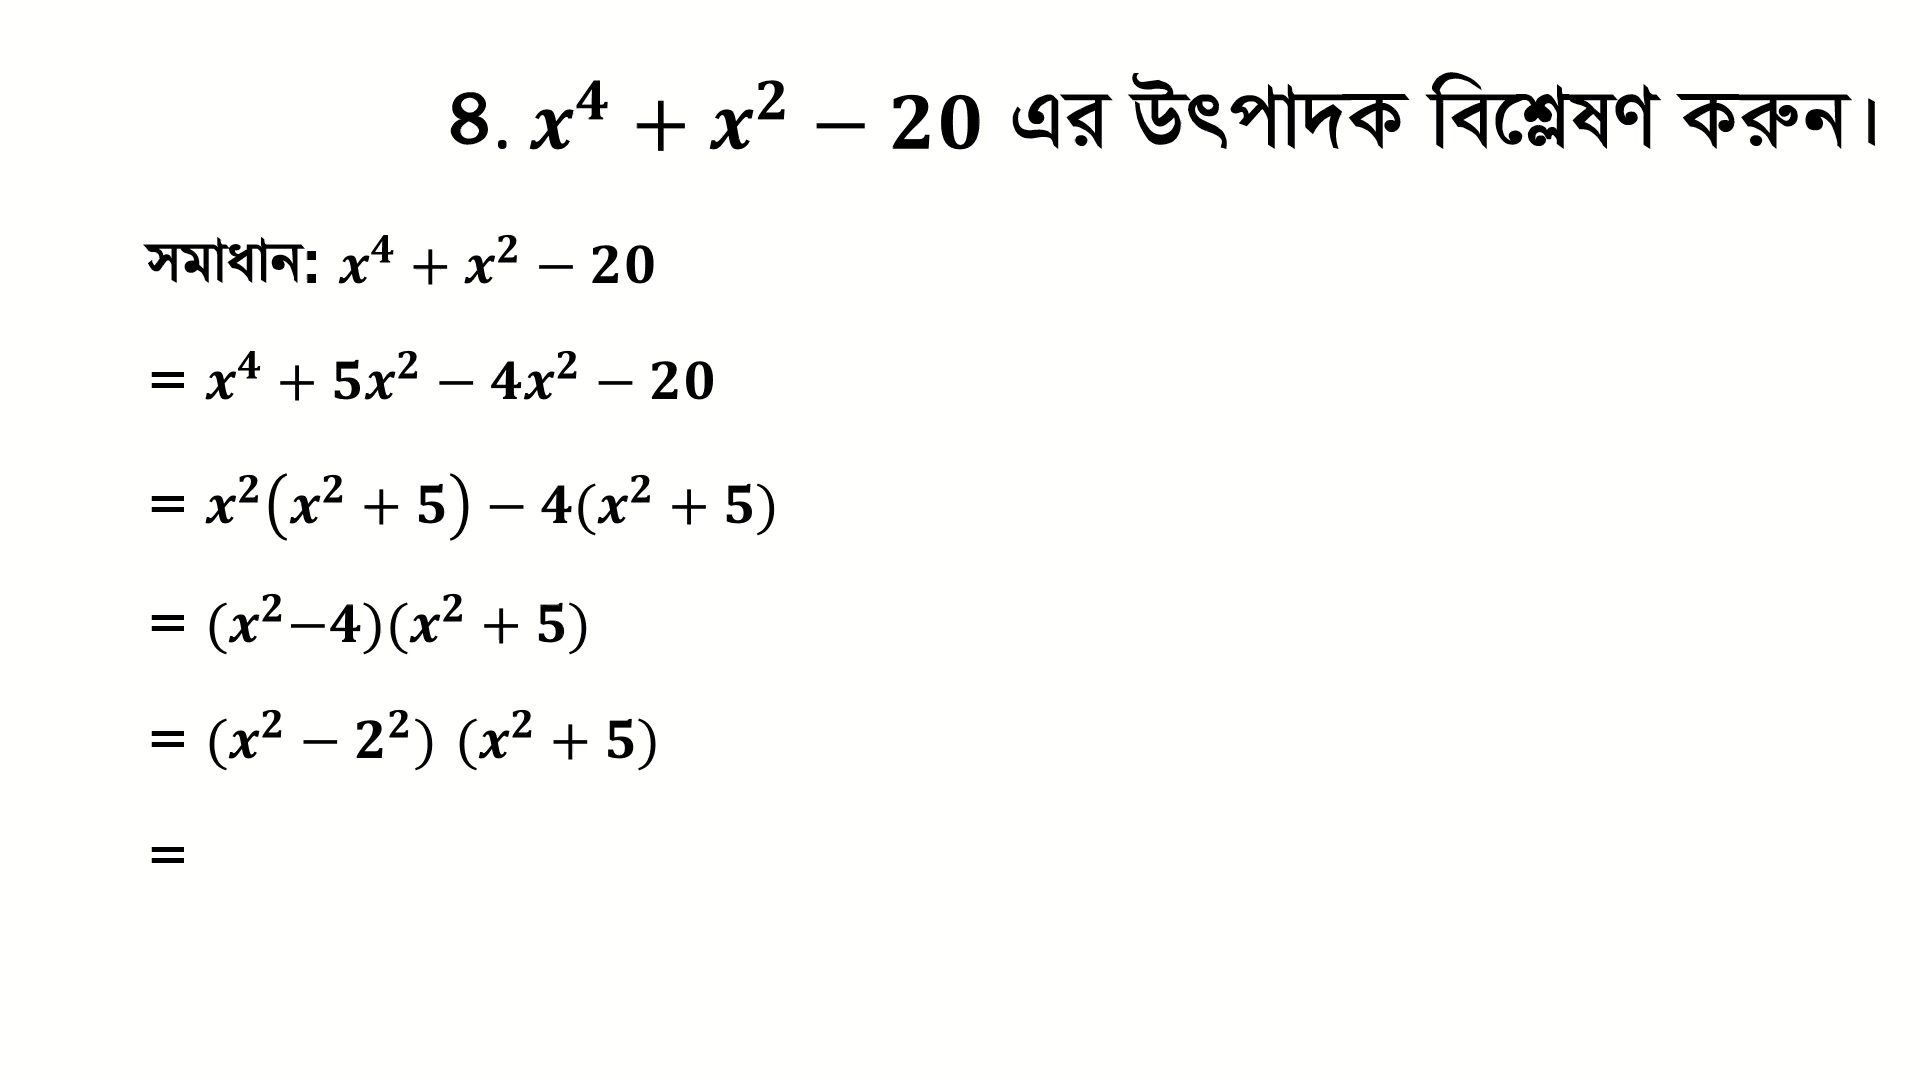 ৪. x⁴ + x² − 20 এর উৎপাদক বিশ্লেষণ করুন।
সমাধান: x⁴ + x² − 20
= x⁴ + 5x² − 4x² − 20
= x²(x² + 5) − 4(x² + 5)
= (x²−4)(x² + 5)
= (x² − 2²) (x² + 5)
=